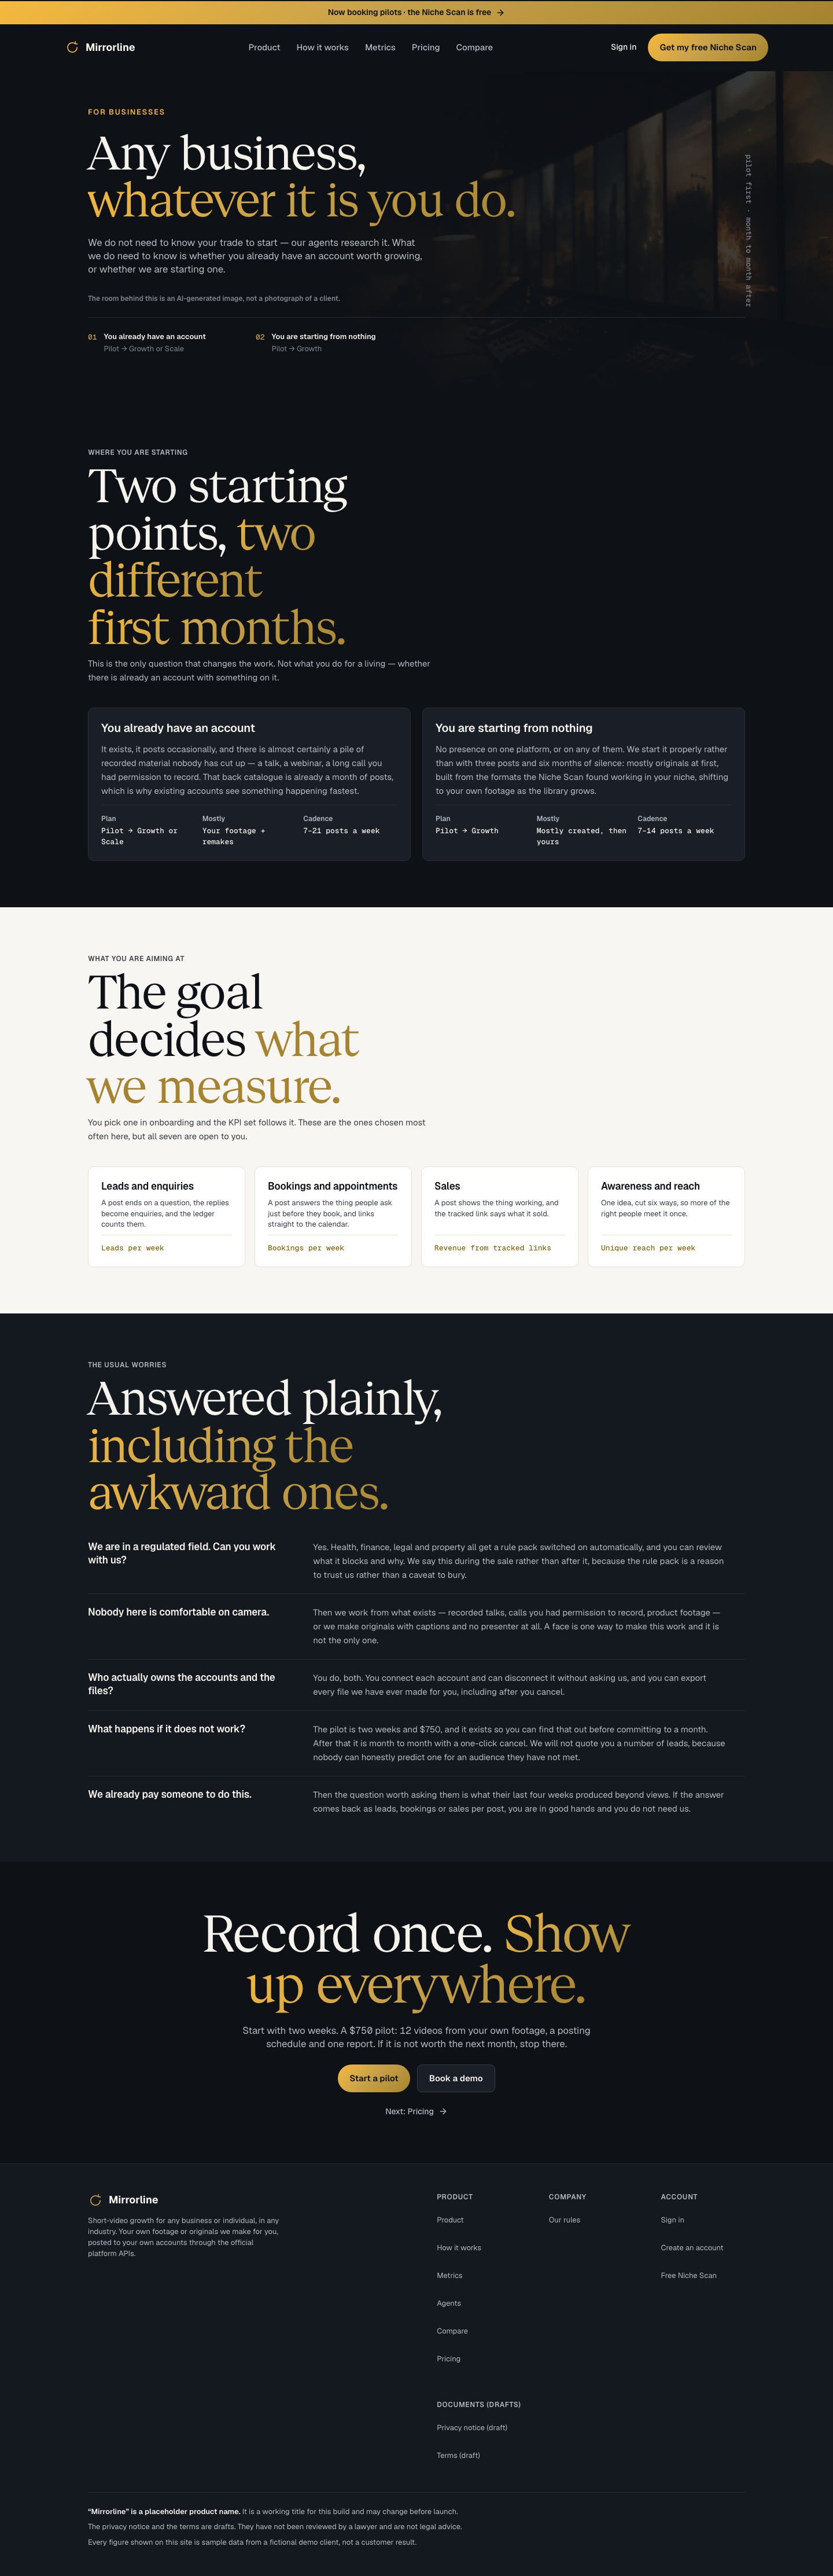 Now booking pilots · the Niche Scan is free →
Mirrorline
Product
How it works
Metrics
Pricing
Compare
Sign in
Get my free Niche Scan
FOR BUSINESSES
Any business,
whatever it is you do.
We do not need to know your trade to start — our agents research it. What
we do need to know is whether you already have an account worth growing,
or whether we are starting one.
The room behind this is an AI-generated image, not a photograph of a client.
pilot first · month to month after
01 You already have an account
Pilot → Growth or Scale
02 You are starting from nothing
Pilot → Growth
WHERE YOU ARE STARTING
Two starting
points, two
different
first months.
This is the only question that changes the work. Not what you do for a living — whether
there is already an account with something on it.
You already have an account
It exists, it posts occasionally, and there is almost certainly a pile of
recorded material nobody has cut up — a talk, a webinar, a long call you
had permission to record. That back catalogue is already a month of posts,
which is why existing accounts see something happening fastest.
Plan
Pilot → Growth or
Scale
Mostly
Your footage +
remakes
Cadence
7–21 posts a week
You are starting from nothing
No presence on one platform, or on any of them. We start it properly rather
than with three posts and six months of silence: mostly originals at first,
built from the formats the Niche Scan found working in your niche, shifting
to your own footage as the library grows.
Plan
Pilot → Growth
Mostly
Mostly created, then
yours
Cadence
7–14 posts a week
WHAT YOU ARE AIMING AT
The goal
decides what
we measure.
You pick one in onboarding and the KPI set follows it. These are the ones chosen most
often here, but all seven are open to you.
Leads and enquiries
A post ends on a question, the replies
become enquiries, and the ledger
counts them.
Leads per week
Bookings and appointments
A post answers the thing people ask
just before they book, and links
straight to the calendar.
Bookings per week
Sales
A post shows the thing working, and
the tracked link says what it sold.
Revenue from tracked links
Awareness and reach
One idea, cut six ways, so more of the
right people meet it once.
Unique reach per week
THE USUAL WORRIES
Answered plainly,
including the
awkward ones.
We are in a regulated field. Can you work
with us?
Yes. Health, finance, legal and property all get a rule pack switched on automatically, and you can review
what it blocks and why. We say this during the sale rather than after it, because the rule pack is a reason
to trust us rather than a caveat to bury.
Nobody here is comfortable on camera.
Then we work from what exists — recorded talks, calls you had permission to record, product footage —
or we make originals with captions and no presenter at all. A face is one way to make this work and it is
not the only one.
Who actually owns the accounts and the
files?
You do, both. You connect each account and can disconnect it without asking us, and you can export
every file we have ever made for you, including after you cancel.
What happens if it does not work?
The pilot is two weeks and $750, and it exists so you can find that out before committing to a month.
After that it is month to month with a one-click cancel. We will not quote you a number of leads, because
nobody can honestly predict one for an audience they have not met.
We already pay someone to do this.
Then the question worth asking them is what their last four weeks produced beyond views. If the answer
comes back as leads, bookings or sales per post, you are in good hands and you do not need us.
Record once. Show
up everywhere.
Start with two weeks. A $750 pilot: 12 videos from your own footage, a posting
schedule and one report. If it is not worth the next month, stop there.
Start a pilot
Book a demo
Next: Pricing →
Mirrorline
Short-video growth for any business or individual, in any
industry. Your own footage or originals we make for you,
posted to your own accounts through the official
platform APIs.
PRODUCT
Product
How it works
Metrics
Agents
Compare
Pricing
COMPANY
Our rules
ACCOUNT
Sign in
Create an account
Free Niche Scan
DOCUMENTS (DRAFTS)
Privacy notice (draft)
Terms (draft)
“Mirrorline” is a placeholder product name. It is a working title for this build and may change before launch.
The privacy notice and the terms are drafts. They have not been reviewed by a lawyer and are not legal advice.
Every figure shown on this site is sample data from a fictional demo client, not a customer result.